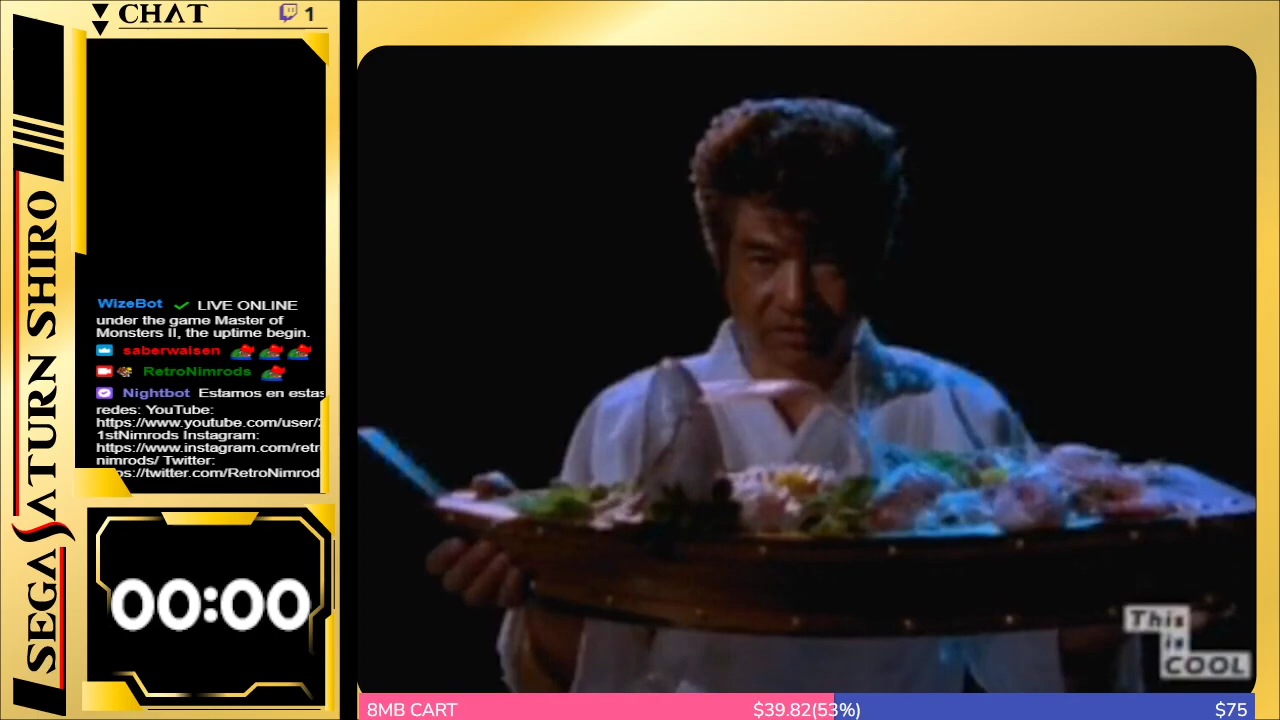 CHAT
1
SEGA SATURN SHIRO
WizeBot LIVE ONLINE
under the game Master of
Monsters II, the uptime begin.
saberwalsen
RetroNimrods
Nightbot Estamos en estas
redes: YouTube:
https://www.youtube.com/user/
1stNimrods Instagram:
https://www.instagram.com/retr
nimrods/ Twitter:
ps://twitter.com/RetroNimrod
00:00
This
is
COOL
8MB CART $39.82(53%) $75